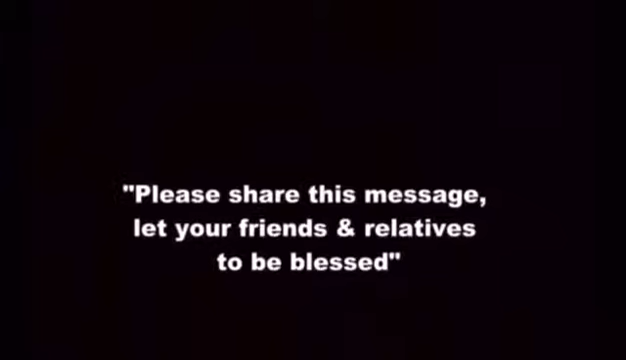 "Please share this message,
let your friends & relatives
to be blessed"